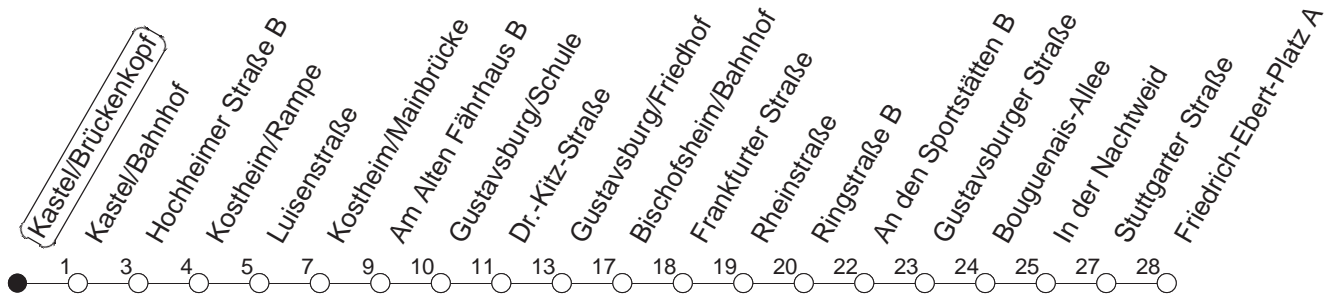 Kastel/Brückenkopf
Kastel/Bahnhof
Hochheimer Straße B
Kostheim/Rampe
Luisenstraße
Kostheim/Mainbrücke
Am Alten Fährhaus B
Gustavsburg/Schule
Dr.-Kitz-Straße
Gustavsburg/Friedhof
Bischofsheim/Bahnhof
Frankfurter Straße
Rheinstraße
Ringstraße B
An den Sportstätten B
Gustavsburger Straße
Bouguenais-Allee
In der Nachtweid
Stuttgarter Straße
Friedrich-Ebert-Platz A
1 3 4 5 7 9 10 11 13 17 18 19 20 22 23 24 25 27 28